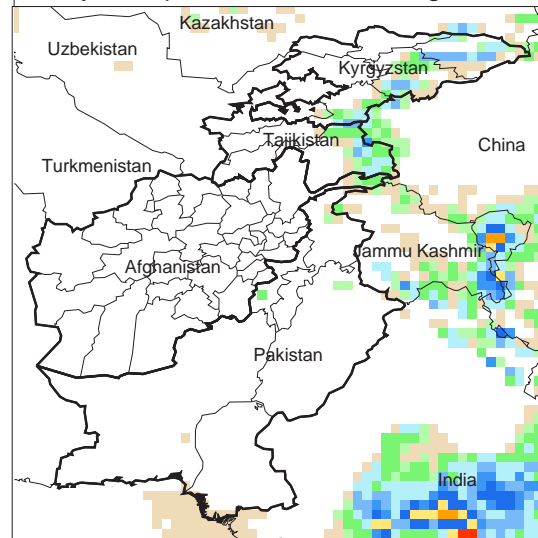 Kazakhstan
Uzbekistan
Kyrgyzstan
Tajikistan
China
Turkmenistan
Jammu Kashmir
Afghanistan
Pakistan
India